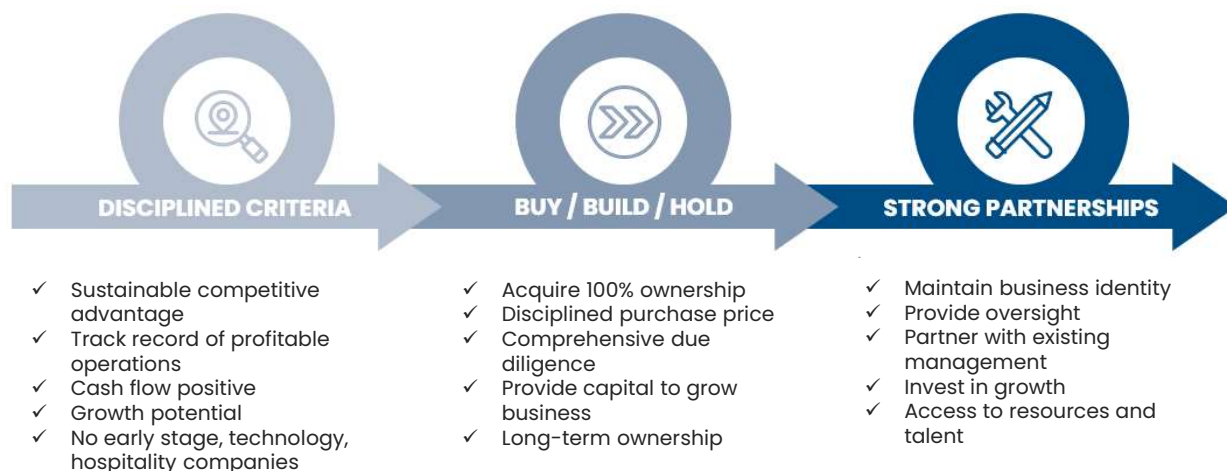 DISCIPLINED CRITERIA
✓ Sustainable competitive
advantage
✓ Track record of profitable
operations
✓ Cash flow positive
✓ Growth potential
✓ No early stage, technology,
hospitality companies
BUY / BUILD / HOLD
✓ Acquire 100% ownership
✓ Disciplined purchase price
✓ Comprehensive due
diligence
✓ Provide capital to grow
business
✓ Long-term ownership
STRONG PARTNERSHIPS
✓ Maintain business identity
✓ Provide oversight
✓ Partner with existing
management
✓ Invest in growth
✓ Access to resources and
talent